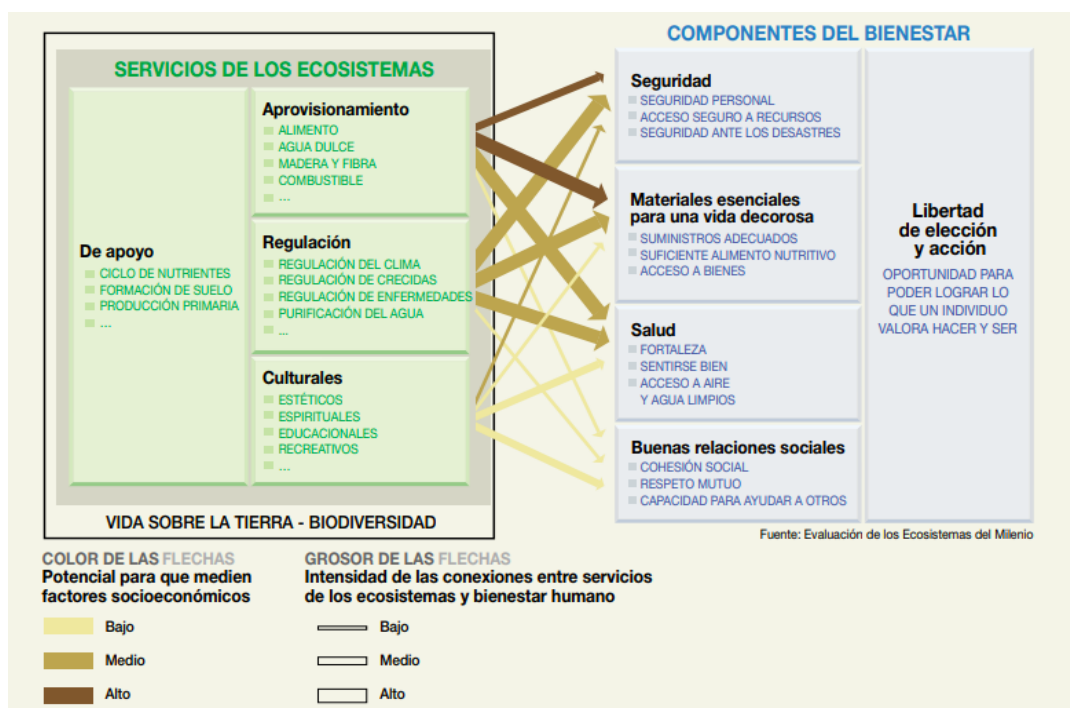 SERVICIOS DE LOS ECOSISTEMAS
De apoyo
CICLO DE NUTRIENTES
FORMACIÓN DE SUELO
PRODUCCIÓN PRIMARIA
...
Aprovisionamiento
ALIMENTO
AGUA DULCE
MADERA Y FIBRA
COMBUSTIBLE
...
Regulación
REGULACIÓN DEL CLIMA
REGULACIÓN DE CRECIDAS
REGULACIÓN DE ENFERMEDADES
PURIFICACIÓN DEL AGUA
...
Culturales
ESTÉTICOS
ESPIRITUALES
EDUCACIONALES
RECREATIVOS
...
VIDA SOBRE LA TIERRA - BIODIVERSIDAD
COMPONENTES DEL BIENESTAR
Seguridad
SEGURIDAD PERSONAL
ACCESO SEGURO A RECURSOS
SEGURIDAD ANTE LOS DESASTRES
Materiales esenciales
para una vida decorosa
SUMINISTROS ADECUADOS
SUFICIENTE ALIMENTO NUTRITIVO
ACCESO A BIENES
Salud
FORTALEZA
SENTIRSE BIEN
ACCESO A AIRE
Y AGUA LIMPIOS
Buenas relaciones sociales
COHESIÓN SOCIAL
RESPETO MUTUO
CAPACIDAD PARA AYUDAR A OTROS
Libertad
de elección
y acción
OPORTUNIDAD PARA
PODER LOGRAR LO
QUE UN INDIVIDUO
VALORA HACER Y SER
Fuente: Evaluación de los Ecosistemas del Milenio
COLOR DE LAS FLECHAS
Potencial para que medien
factores socioeconómicos
Bajo
Medio
Alto
GROSOR DE LAS FLECHAS
Intensidad de las conexiones entre servicios
de los ecosistemas y bienestar humano
Bajo
Medio
Alto